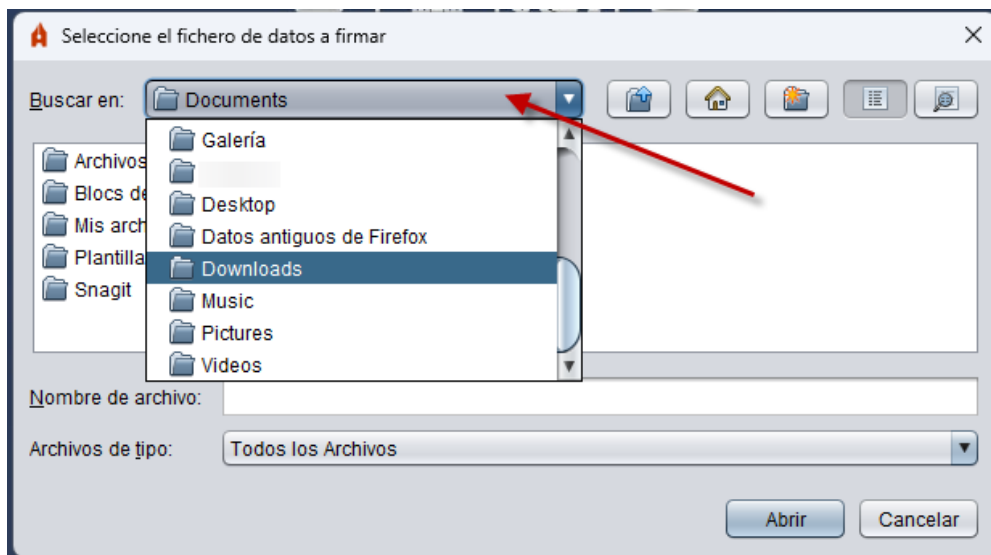 Seleccione el fichero de datos a firmar
Buscar en: Documents
Galería
Desktop
Datos antiguos de Firefox
Downloads
Music
Pictures
Videos
Archivos
Blocs de
Mis arch
Plantilla
Snagit
Nombre de archivo:
Archivos de tipo: Todos los Archivos
Abrir Cancelar